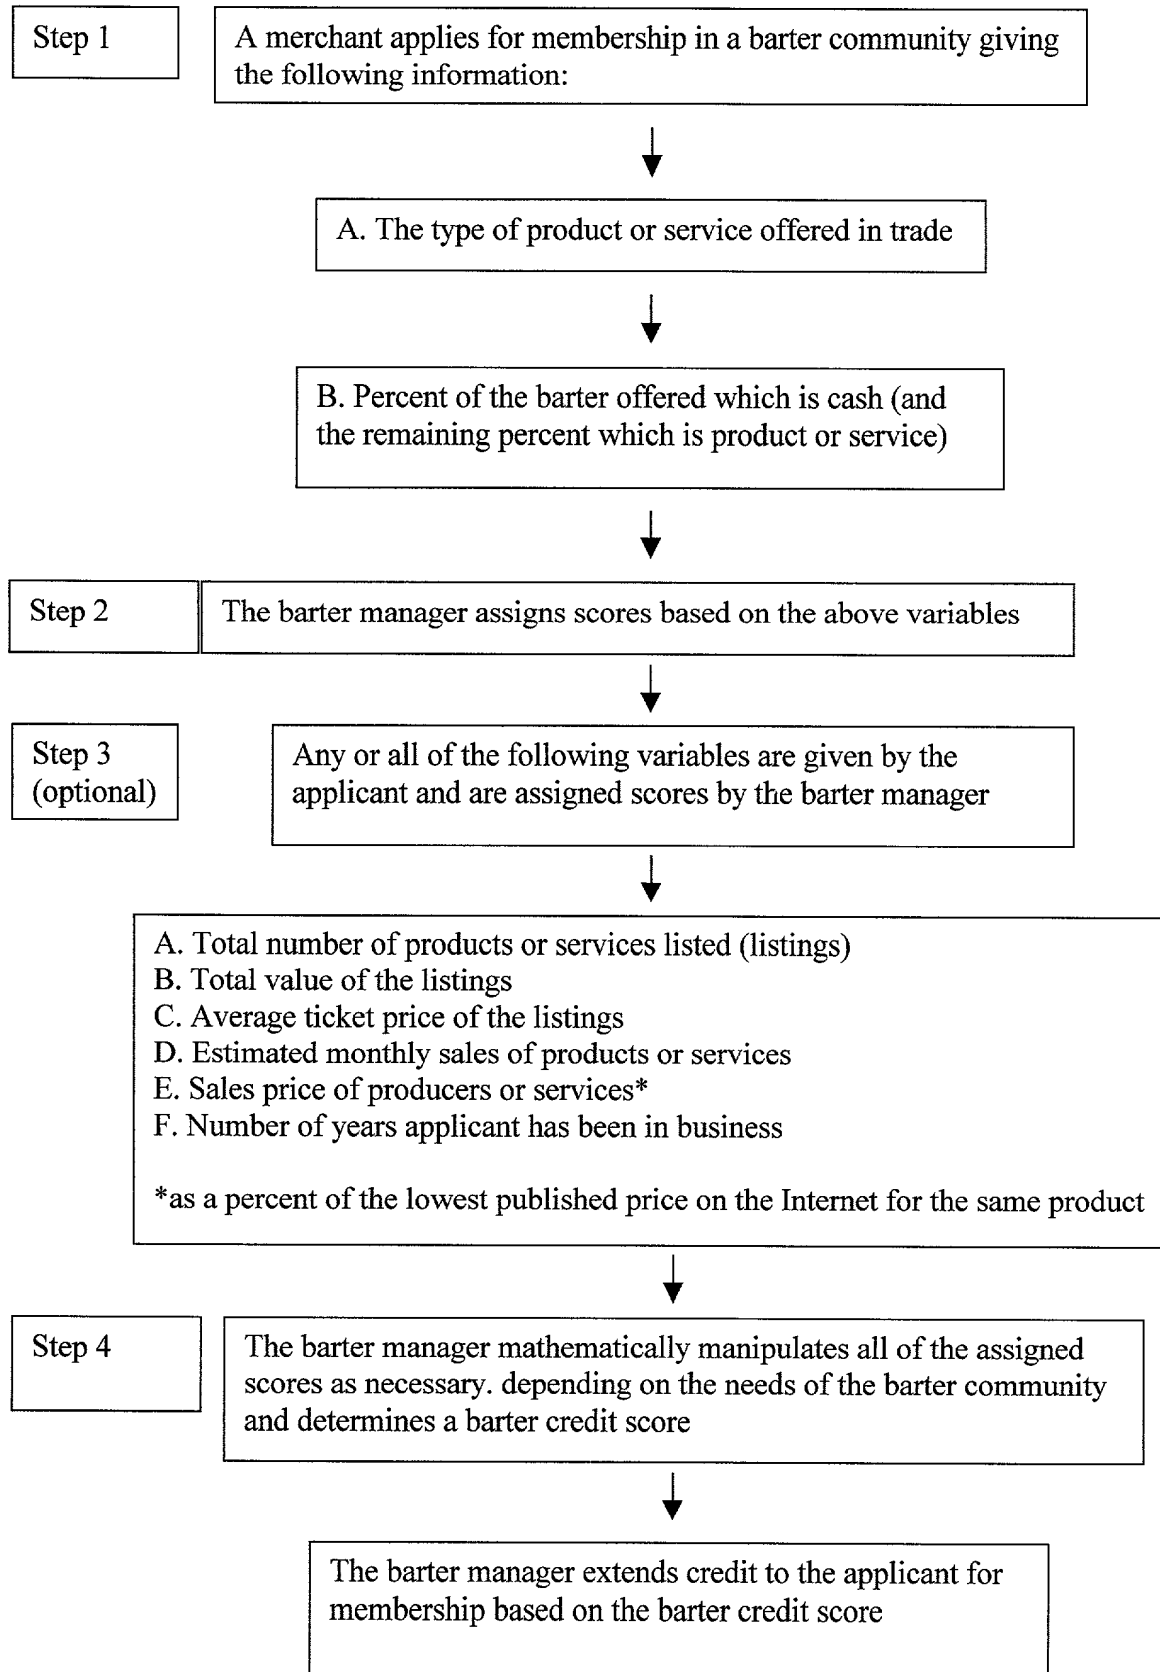 Step 1
A merchant applies for membership in a barter community giving
the following information:
A. The type of product or service offered in trade
B. Percent of the barter offered which is cash (and
the remaining percent which is product or service)
Step 2
The barter manager assigns scores based on the above variables
Step 3
(optional)
Any or all of the following variables are given by the
applicant and are assigned scores by the barter manager
A. Total number of products or services listed (listings)
B. Total value of the listings
C. Average ticket price of the listings
D. Estimated monthly sales of products or services
E. Sales price of producers or services*
F. Number of years applicant has been in business
*as a percent of the lowest published price on the Internet for the same product
Step 4
The barter manager mathematically manipulates all of the assigned
scores as necessary. depending on the needs of the barter community
and determines a barter credit score
The barter manager extends credit to the applicant for
membership based on the barter credit score